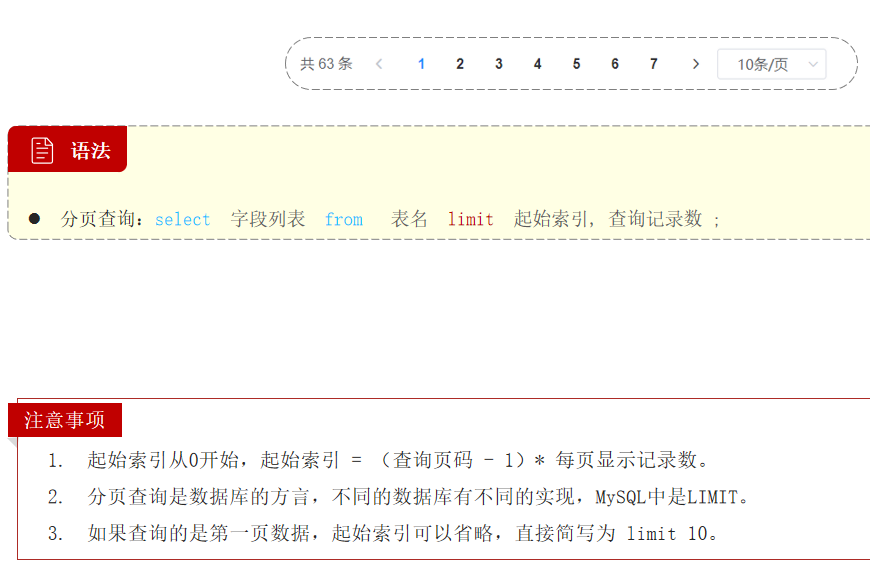 共 63 条 < 1 2 3 4 5 6 7 > 10条/页
语法
● 分页查询：select 字段列表 from 表名 limit 起始索引, 查询记录数 ;
注意事项
1. 起始索引从0开始，起始索引 = （查询页码 - 1）* 每页显示记录数。
2. 分页查询是数据库的方言，不同的数据库有不同的实现，MySQL中是LIMIT。
3. 如果查询的是第一页数据，起始索引可以省略，直接简写为 limit 10。